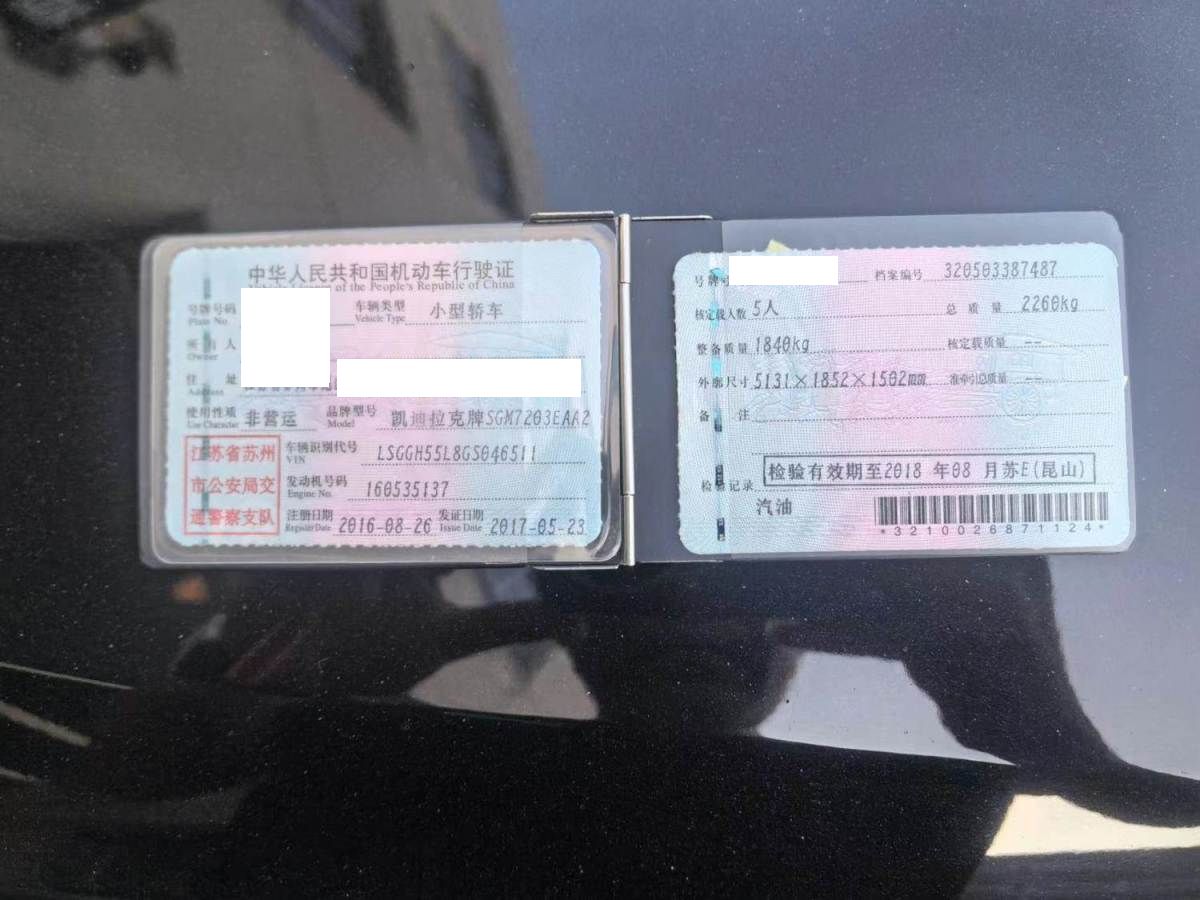 中华人民共和国机动车行驶证
of the People's Republic of China
号牌号码
Plate No.
车辆类型 小型轿车
Vehicle Type
所 有 人
Owner
住 址
Address
使用性质 非营运 品牌型号 凯迪拉克牌SGM7203EAA2
Use Character Model
江苏省苏州
市公安局交
通警察支队
车辆识别代号 LSGGH55L8GS046511
VIN
发动机号码 160535137
Engine No.
注册日期 2016-08-26 发证日期 2017-05-23
Register Date Issue Date
号牌号 档案编号 320503387487
核定载人数 5人 总 质 量 2260kg
整备质量 1840kg 核定载质量 --
外廓尺寸 5131×1852×1502mm 准牵引总质量 --
备 注
检验有效期至2018 年08 月苏E(昆山)
检验记录
汽油
*3210026871124*